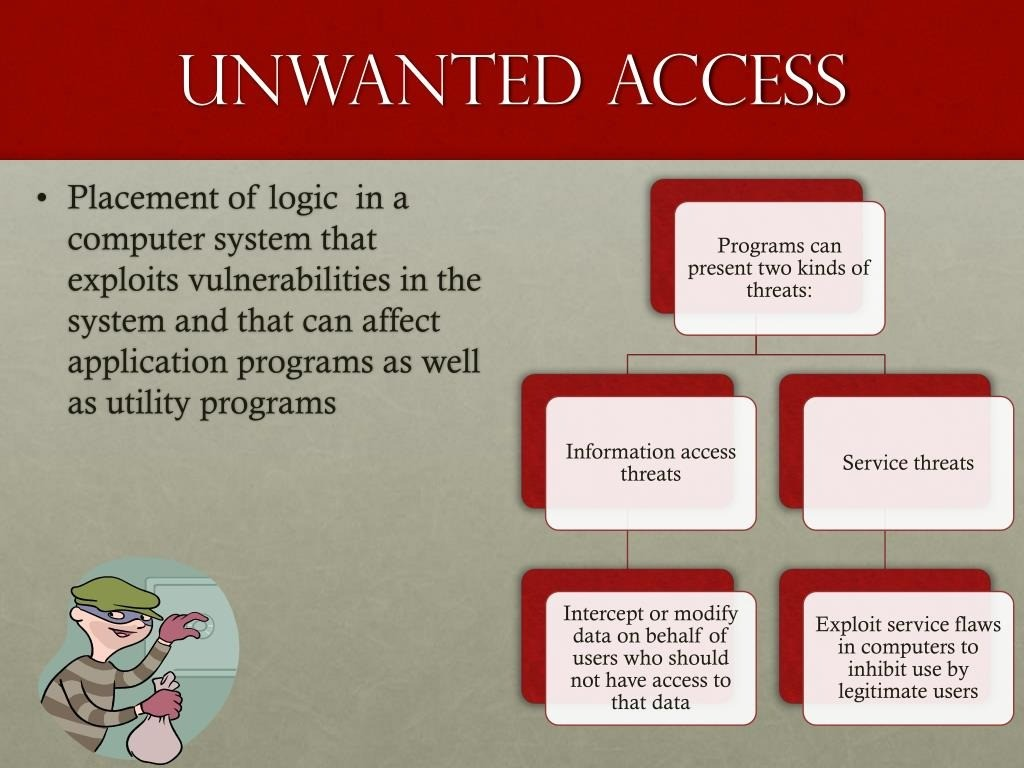 UNWANTED ACCESS
• Placement of logic  in a
computer system that
exploits vulnerabilities in the
system and that can affect
application programs as well
as utility programs
Programs can
present two kinds of
threats:
Information access
threats
Service threats
Intercept or modify
data on behalf of
users who should
not have access to
that data
Exploit service flaws
in computers to
inhibit use by
legitimate users